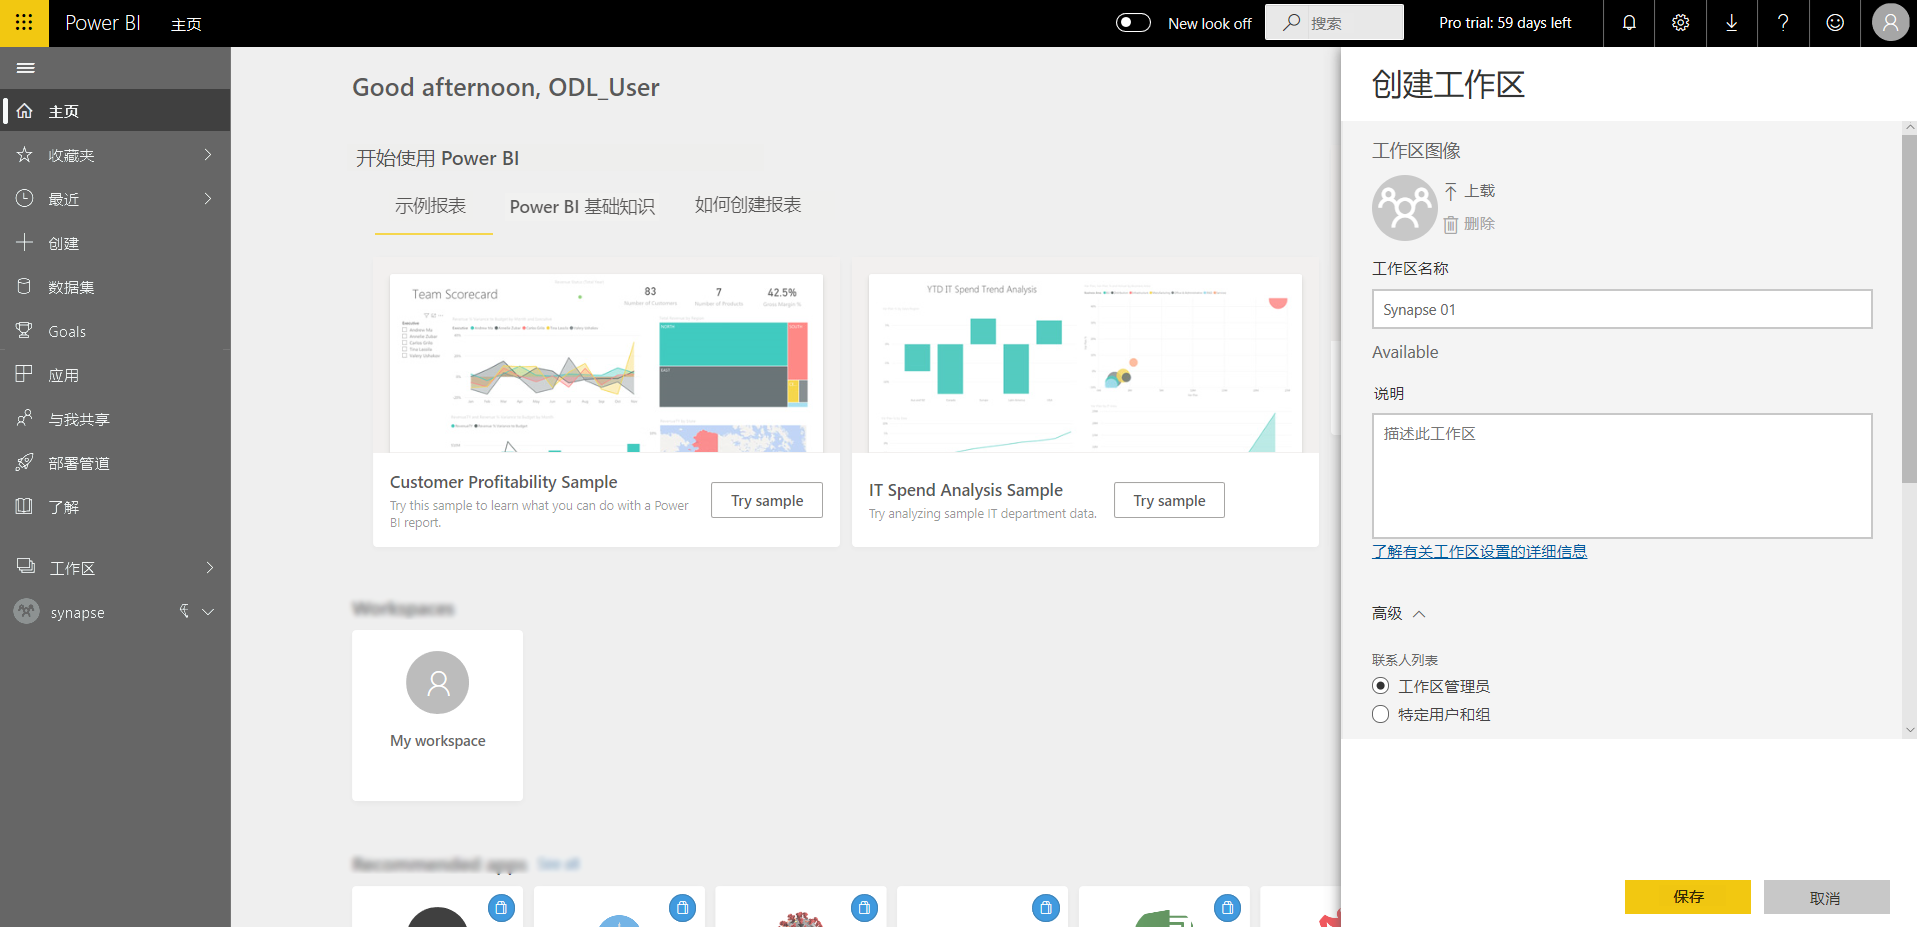 Power BI 主页
New look off
搜索
Pro trial: 59 days left
主页
收藏夹
最近
创建
数据集
Goals
应用
与我共享
部署管道
了解
工作区
synapse
Good afternoon, ODL_User
开始使用 Power BI
示例报表 Power BI 基础知识 如何创建报表
Team Scorecard
83
Number of Customers
7
Number of Products
42.5%
Gross Margin %
Customer Profitability Sample
Try this sample to learn what you can do with a Power
BI report.
Try sample
YTD IT Spend Trend Analysis
IT Spend Analysis Sample
Try analyzing sample IT department data.
Try sample
Workspaces
My workspace
Recommended apps See all
创建工作区
工作区图像
上载
删除
工作区名称
Synapse 01
Available
说明
描述此工作区
了解有关工作区设置的详细信息
高级
联系人列表
工作区管理员
特定用户和组
保存 取消